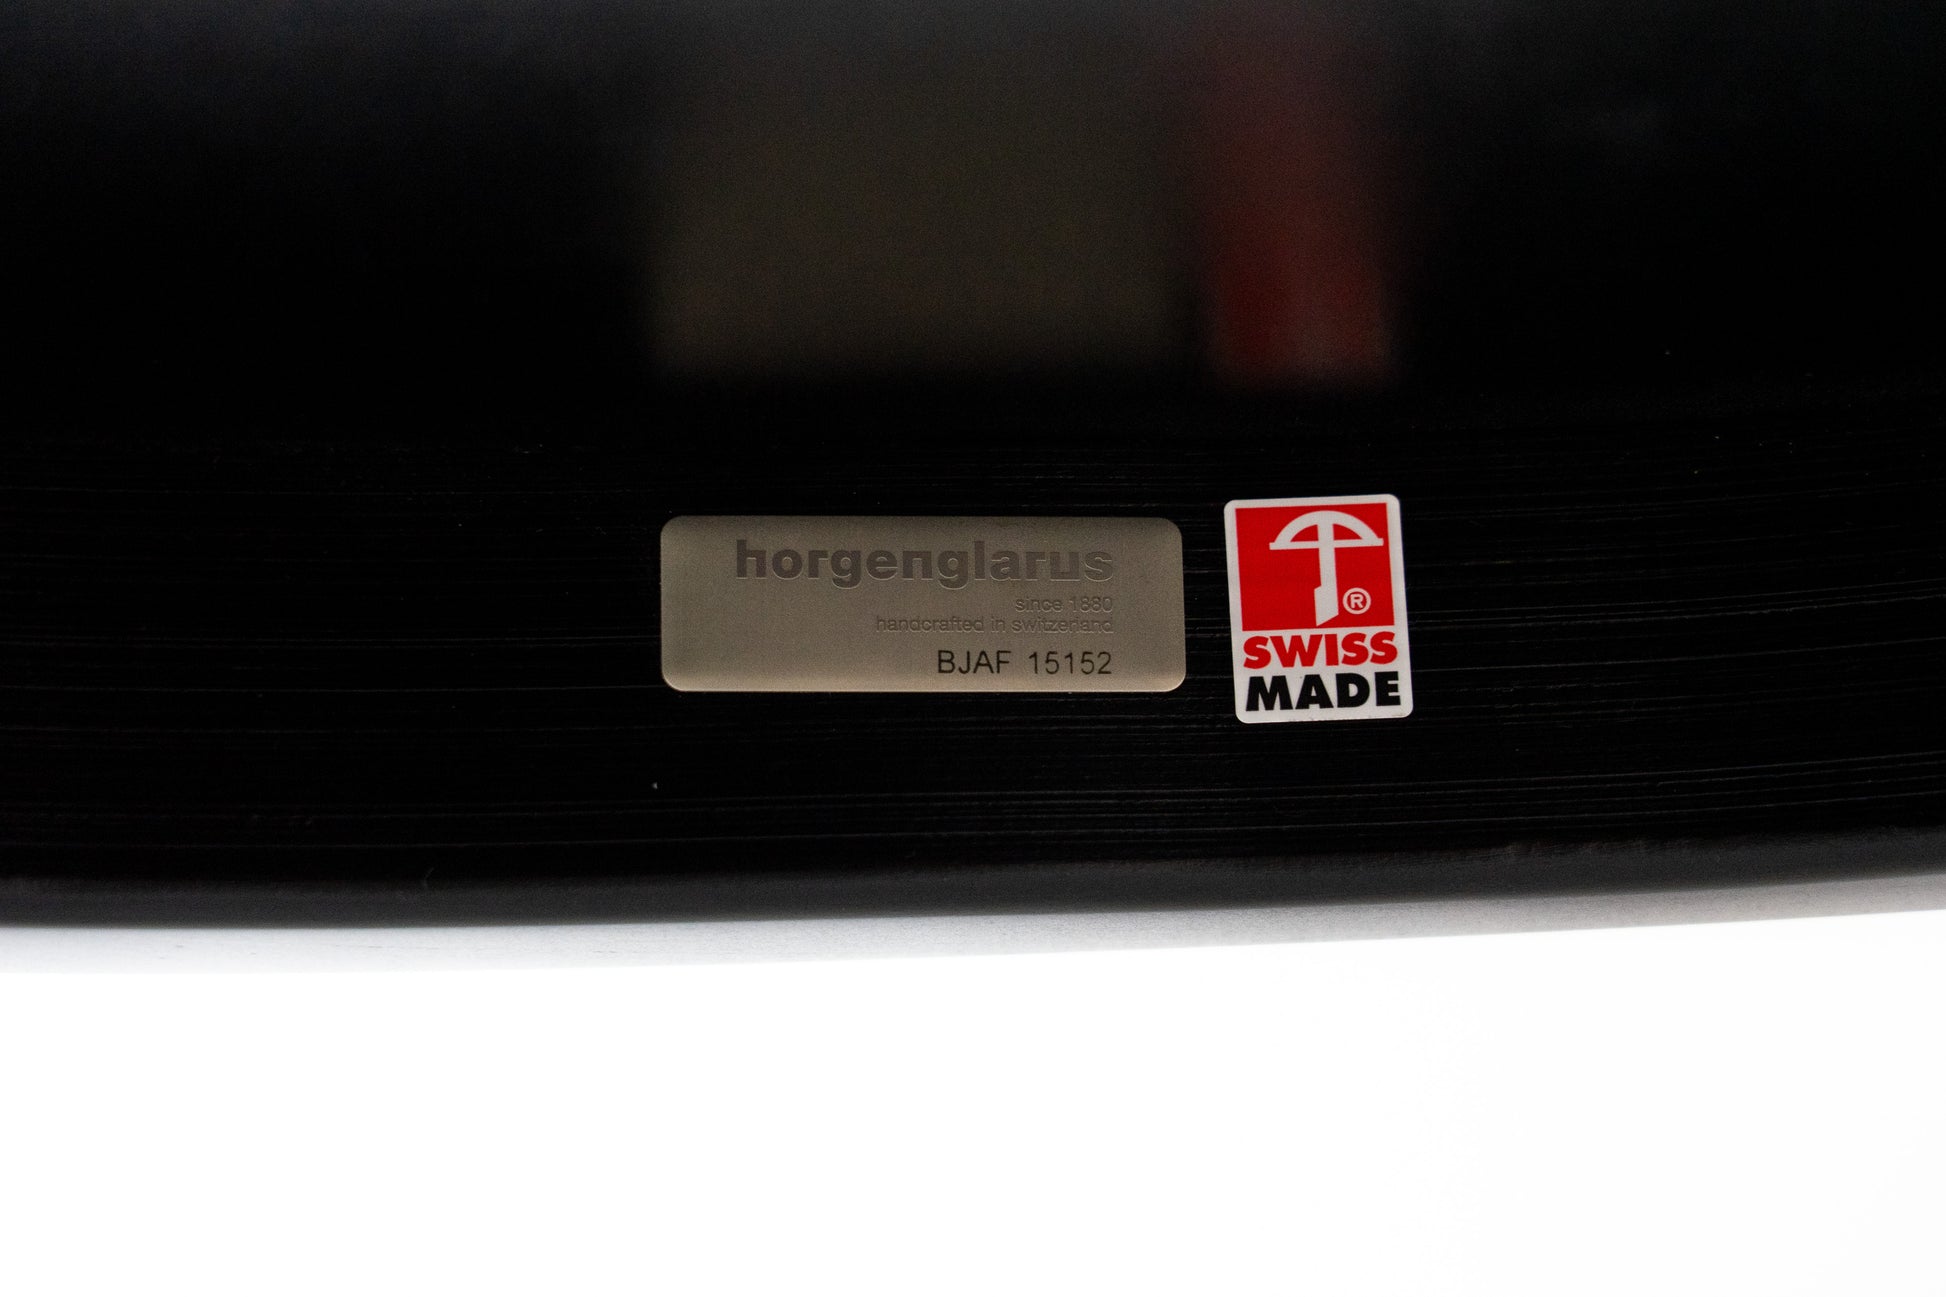 horgenglarus
since 1880
handcrafted in switzerland
BJAF 15152
®
SWISS
MADE